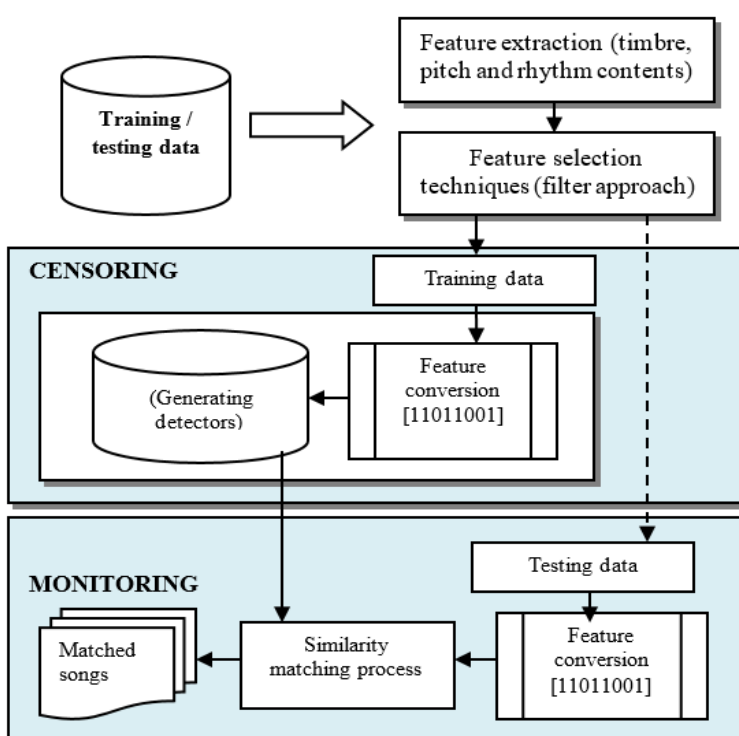 Training /
testing data
Feature extraction (timbre,
pitch and rhythm contents)
Feature selection
techniques (filter approach)
CENSORING
Training data
(Generating
detectors)
Feature
conversion
[11011001]
MONITORING
Testing data
Matched
songs
Similarity
matching process
Feature
conversion
[11011001]